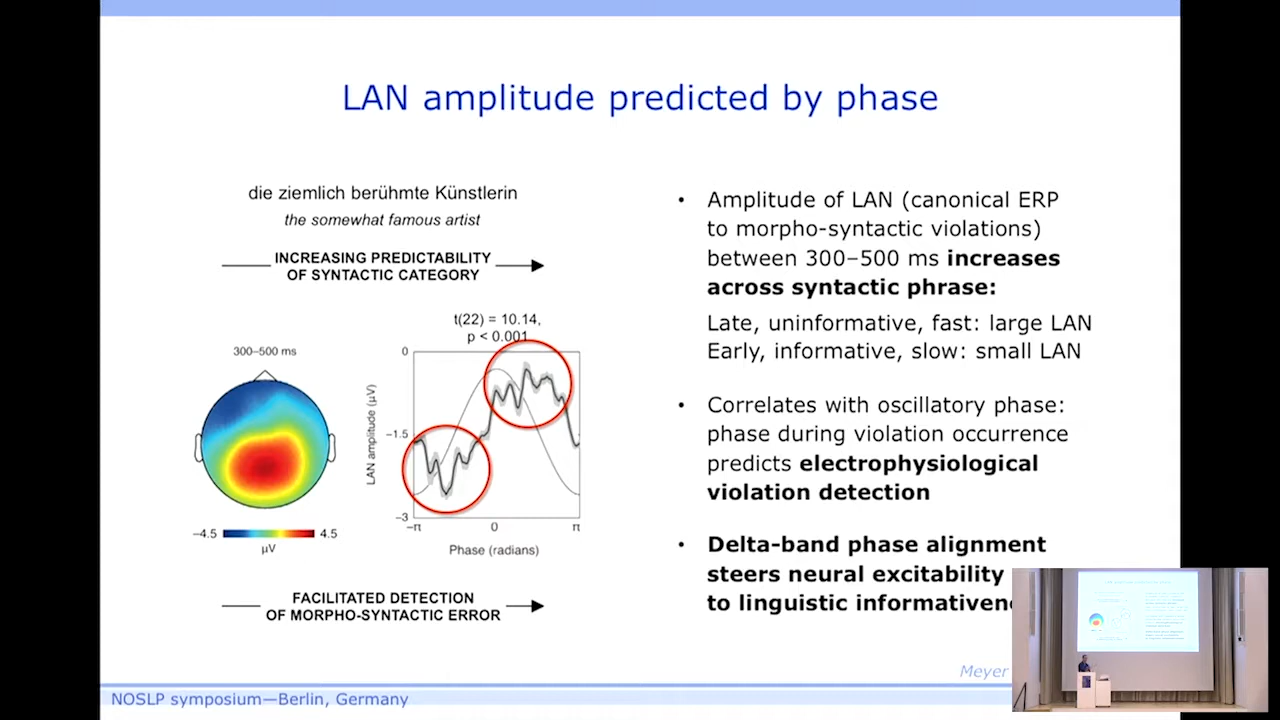 LAN amplitude predicted by phase
die ziemlich berühmte Künstlerin
the somewhat famous artist
INCREASING PREDICTABILITY
OF SYNTACTIC CATEGORY
300–500 ms
–4.5
4.5
µV
t(22) = 10.14,
p < 0.001
0
–1.5
–3
LAN amplitude (µV)
–π
0
π
Phase (radians)
FACILITATED DETECTION
OF MORPHO-SYNTACTIC ERROR
• Amplitude of LAN (canonical ERP
to morpho-syntactic violations)
between 300–500 ms increases
across syntactic phrase:
Late, uninformative, fast: large LAN
Early, informative, slow: small LAN
• Correlates with oscillatory phase:
phase during violation occurrence
predicts electrophysiological
violation detection
• Delta-band phase alignment
steers neural excitability
to linguistic
Meyer
NOSLP symposium—Berlin, Germany